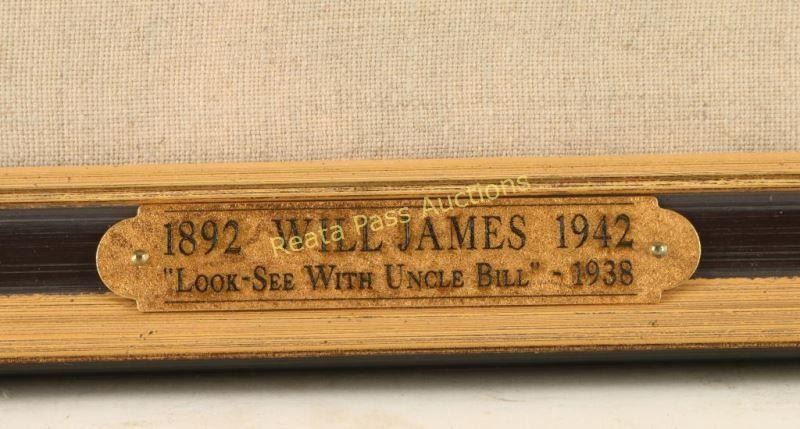 1892 WILL JAMES 1942
"LOOK-SEE WITH UNCLE BILL" - 1938
Reata Pass Auctions